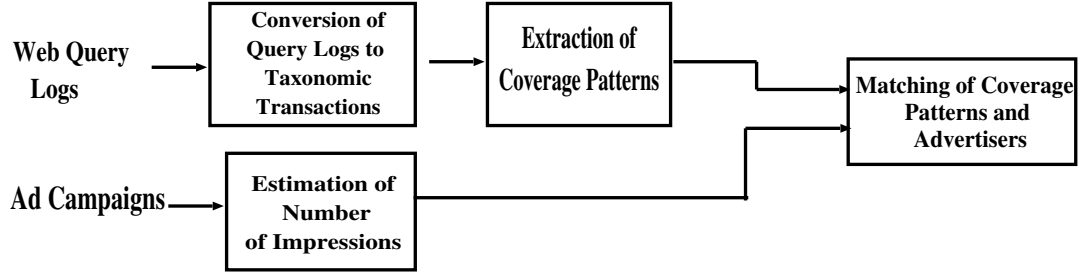 Web Query
Logs
Conversion of
Query Logs to
Taxonomic
Transactions
Extraction of
Coverage Patterns
Matching of Coverage
Patterns and
Advertisers
Ad Campaigns
Estimation of
Number
of Impressions